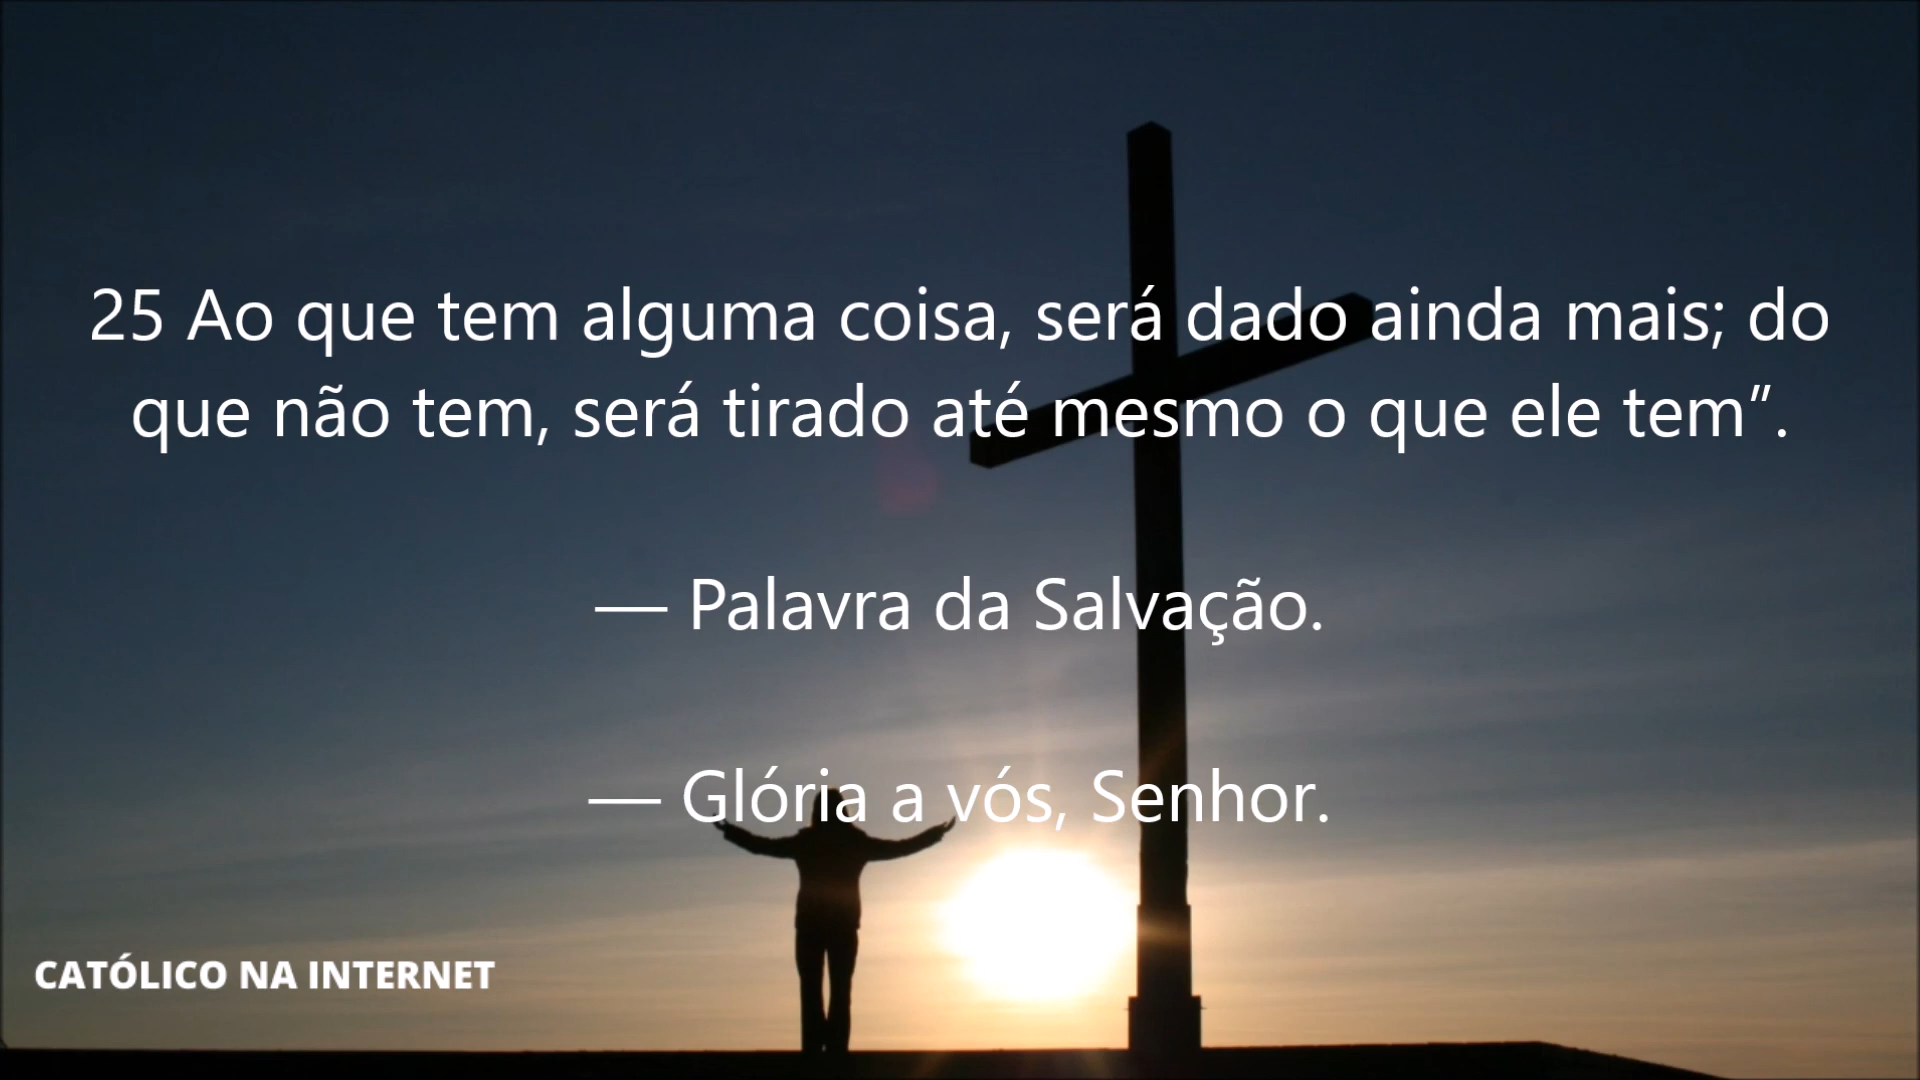 25 Ao que tem alguma coisa, será dado ainda mais; do
que não tem, será tirado até mesmo o que ele tem”.
— Palavra da Salvação.
— Glória a vós, Senhor.
CATÓLICO NA INTERNET